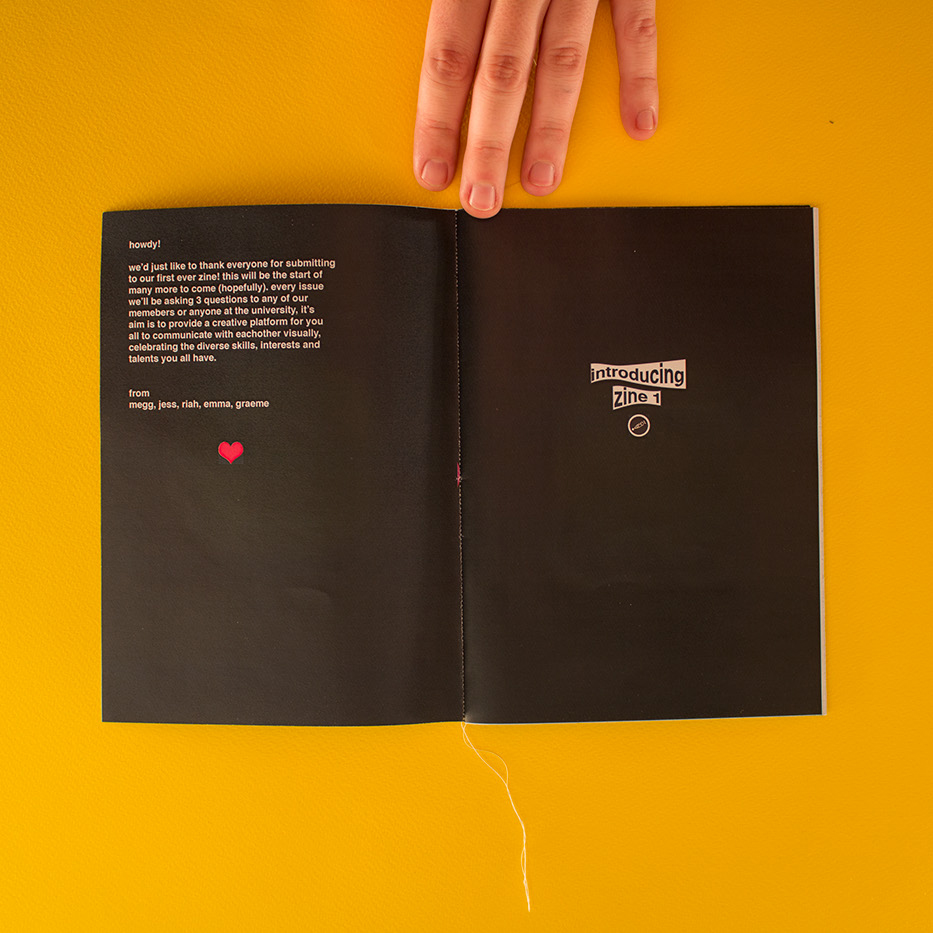 howdy!
we'd just like to thank everyone for submitting
to our first ever zine! this will be the start of
many more to come (hopefully). every issue
we'll be asking 3 questions to any of our
memebers or anyone at the university, it's
aim is to provide a creative platform for you
all to communicate with eachother visually,
celebrating the diverse skills, interests and
talents you all have.
from
megg, jess, riah, emma, graeme
introducing
zine 1